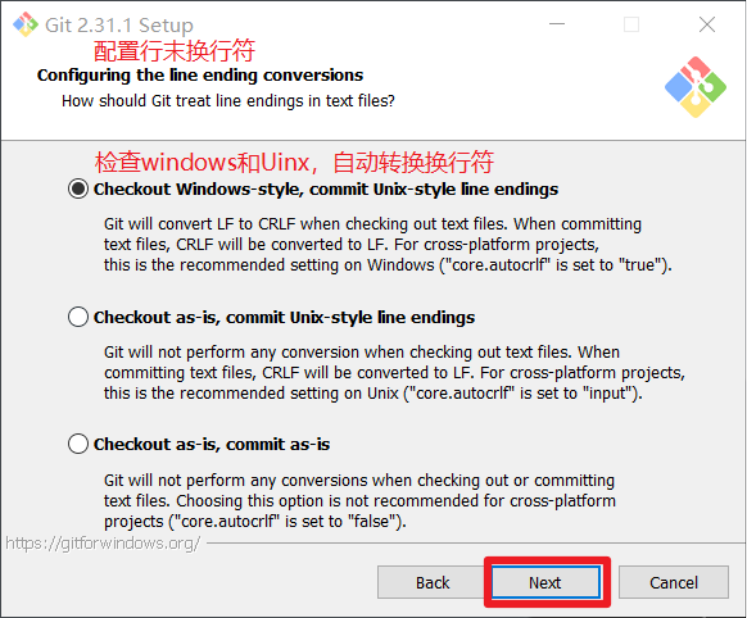 Git 2.31.1 Setup
配置行末换行符
Configuring the line ending conversions
How should Git treat line endings in text files?
检查windows和Uinx，自动转换换行符
Checkout Windows-style, commit Unix-style line endings
Git will convert LF to CRLF when checking out text files. When committing
text files, CRLF will be converted to LF. For cross-platform projects,
this is the recommended setting on Windows ("core.autocrlf" is set to "true").
Checkout as-is, commit Unix-style line endings
Git will not perform any conversion when checking out text files. When
committing text files, CRLF will be converted to LF. For cross-platform projects,
this is the recommended setting on Unix ("core.autocrlf" is set to "input").
Checkout as-is, commit as-is
Git will not perform any conversions when checking out or committing
text files. Choosing this option is not recommended for cross-platform
projects ("core.autocrlf" is set to "false").
https://gitforwindows.org/
Back Next Cancel